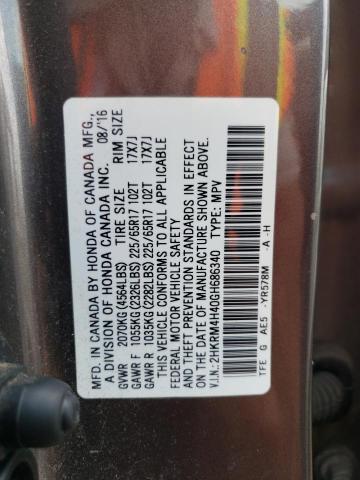 MFD. IN CANADA BY HONDA OF CANADA MFG.,
A DIVISION OF HONDA CANADA INC. 08/'16
TIRE SIZE RIM SIZE
GVWR 2070KG (4564LBS)
GAWR F 1055KG (2326LBS) 225/65R17 102T 17X7J
GAWR R 1035KG (2282LBS) 225/65R17 102T 17X7J
THIS VEHICLE CONFORMS TO ALL APPLICABLE
FEDERAL MOTOR VEHICLE SAFETY
AND THEFT PREVENTION STANDARDS IN EFFECT
ON THE DATE OF MANUFACTURE SHOWN ABOVE.
V.I.N.: 2HKRM4H40GH686340 TYPE: MPV
TFE G AE5 -YR578M -A -H